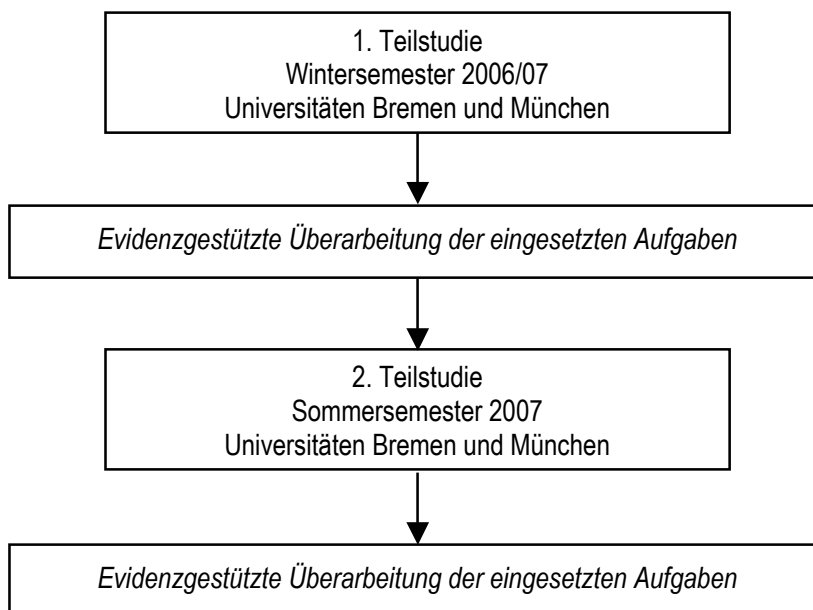 1. Teilstudie
Wintersemester 2006/07
Universitäten Bremen und München
Evidenzgestützte Überarbeitung der eingesetzten Aufgaben
2. Teilstudie
Sommersemester 2007
Universitäten Bremen und München
Evidenzgestützte Überarbeitung der eingesetzten Aufgaben